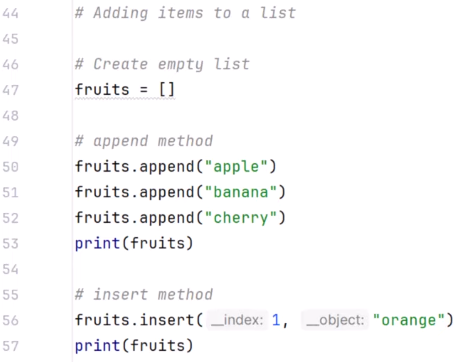 44 # Adding items to a list
45
46 # Create empty list
47 fruits = []
48
49 # append method
50 fruits.append("apple")
51 fruits.append("banana")
52 fruits.append("cherry")
53 print(fruits)
54
55 # insert method
56 fruits.insert( __index: 1, __object: "orange")
57 print(fruits)